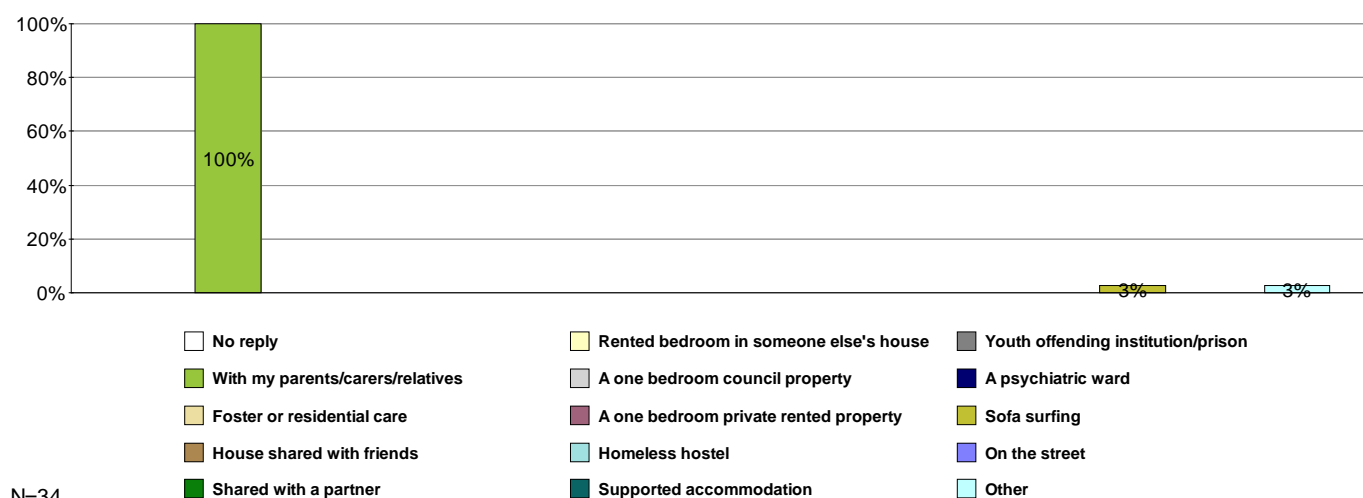 100%
80%
60%
40%
20%
0%
100%
3%
3%
No reply
Rented bedroom in someone else's house
Youth offending institution/prison
With my parents/carers/relatives
A one bedroom council property
A psychiatric ward
Foster or residential care
A one bedroom private rented property
Sofa surfing
House shared with friends
Homeless hostel
On the street
Shared with a partner
Supported accommodation
Other
N=34